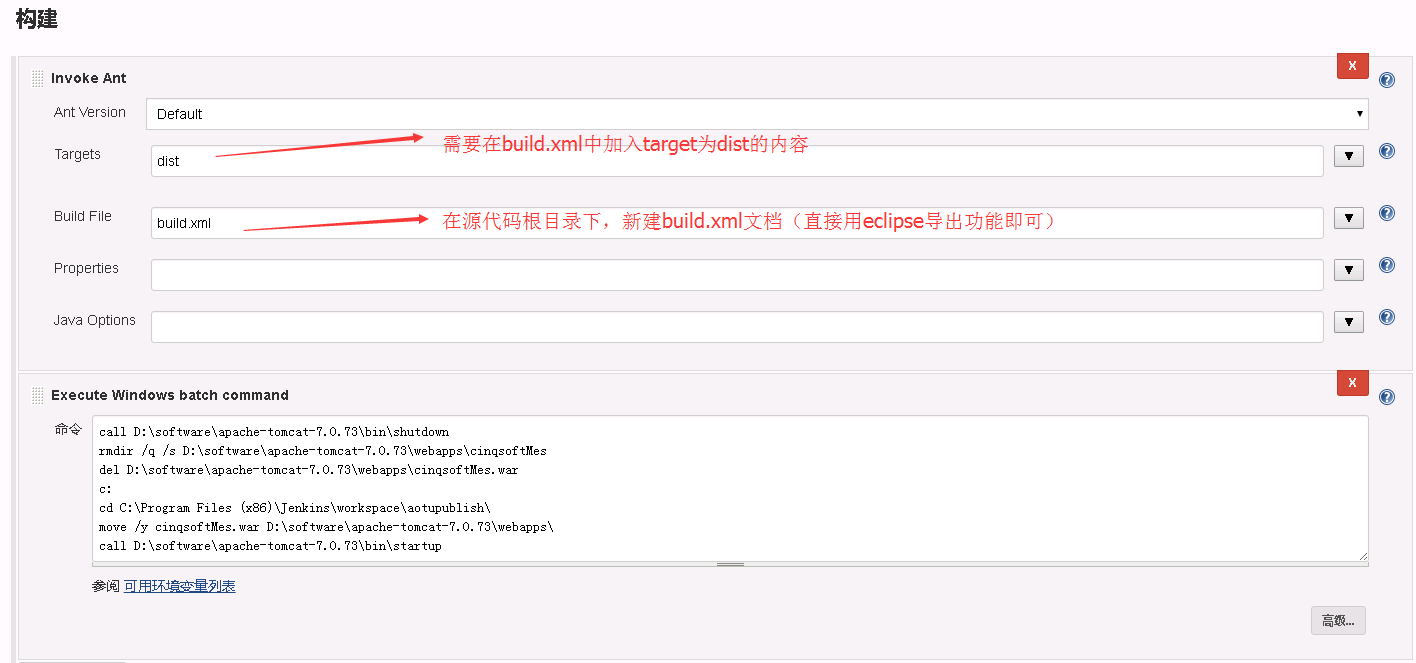 构建
Invoke Ant
X
Ant Version
Default
需要在build.xml中加入target为dist的内容
Targets
dist
Build File
build.xml
在源代码根目录下，新建build.xml文档（直接用eclipse导出功能即可）
Properties
Java Options
Execute Windows batch command
X
命令
call D:\software\apache-tomcat-7.0.73\bin\shutdown
rmdir /q /s D:\software\apache-tomcat-7.0.73\webapps\cinqsoftMes
del D:\software\apache-tomcat-7.0.73\webapps\cinqsoftMes.war
c:
cd C:\Program Files (x86)\Jenkins\workspace\aotupublish\
move /y cinqsoftMes.war D:\software\apache-tomcat-7.0.73\webapps\
call D:\software\apache-tomcat-7.0.73\bin\startup
参阅 可用环境变量列表
高级...